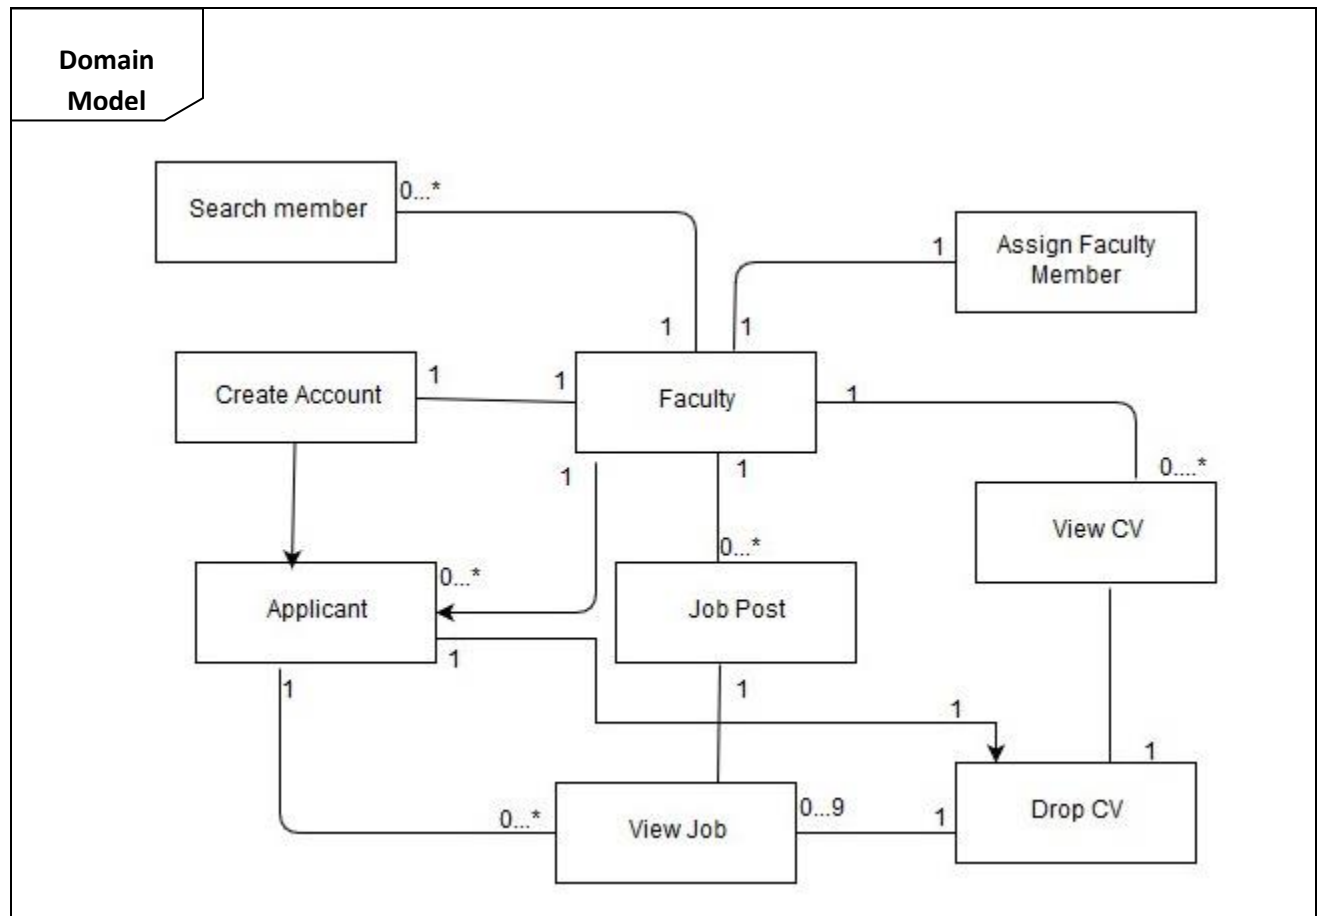 Domain
Model
Search member
0...*
1
Assign Faculty
Member
1
1
Create Account
1
1
Faculty
1
0....*
1
1
View CV
0...*
0...*
Applicant
Job Post
1
1
1
1
1
0...*
View Job
0...9
1
Drop CV